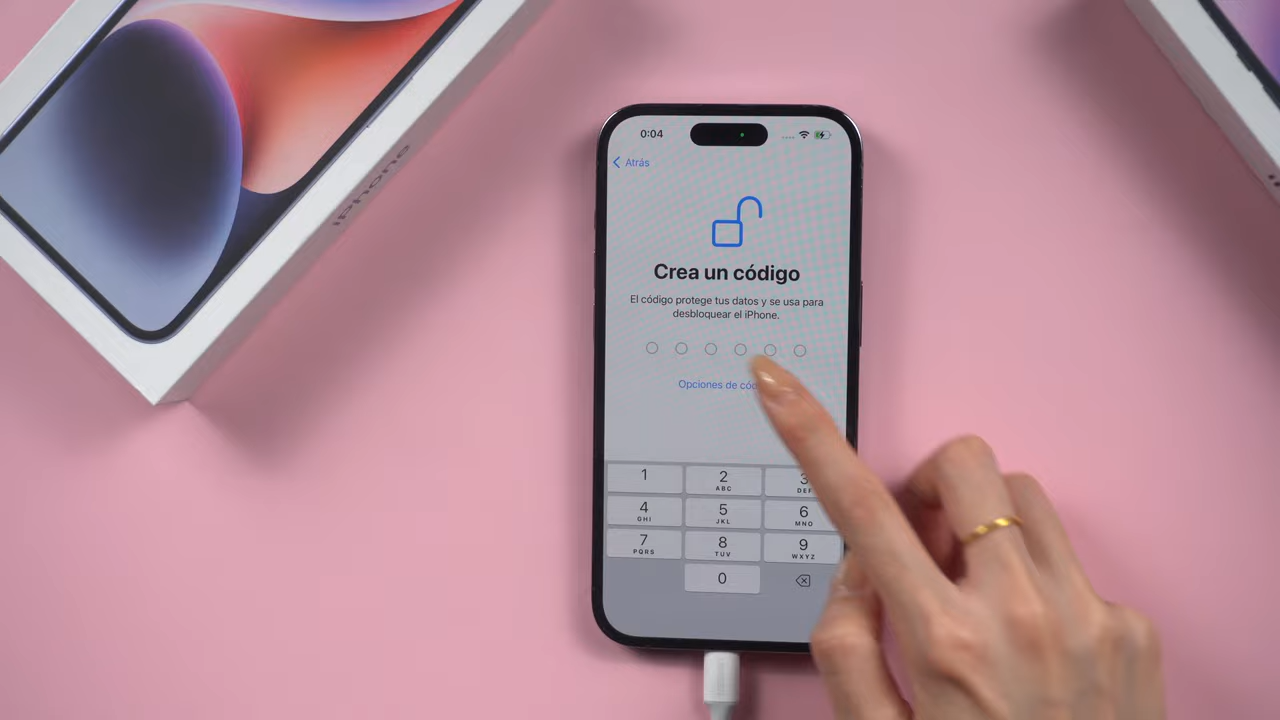 iPhone
0:04
Atrás
Crea un código
El código protege tus datos y se usa para
desbloquear el iPhone.
Opciones de
1
2
ABC
3
DEF
4
GHI
5
JKL
6
MNO
7
PQRS
8
TUV
9
WXYZ
0